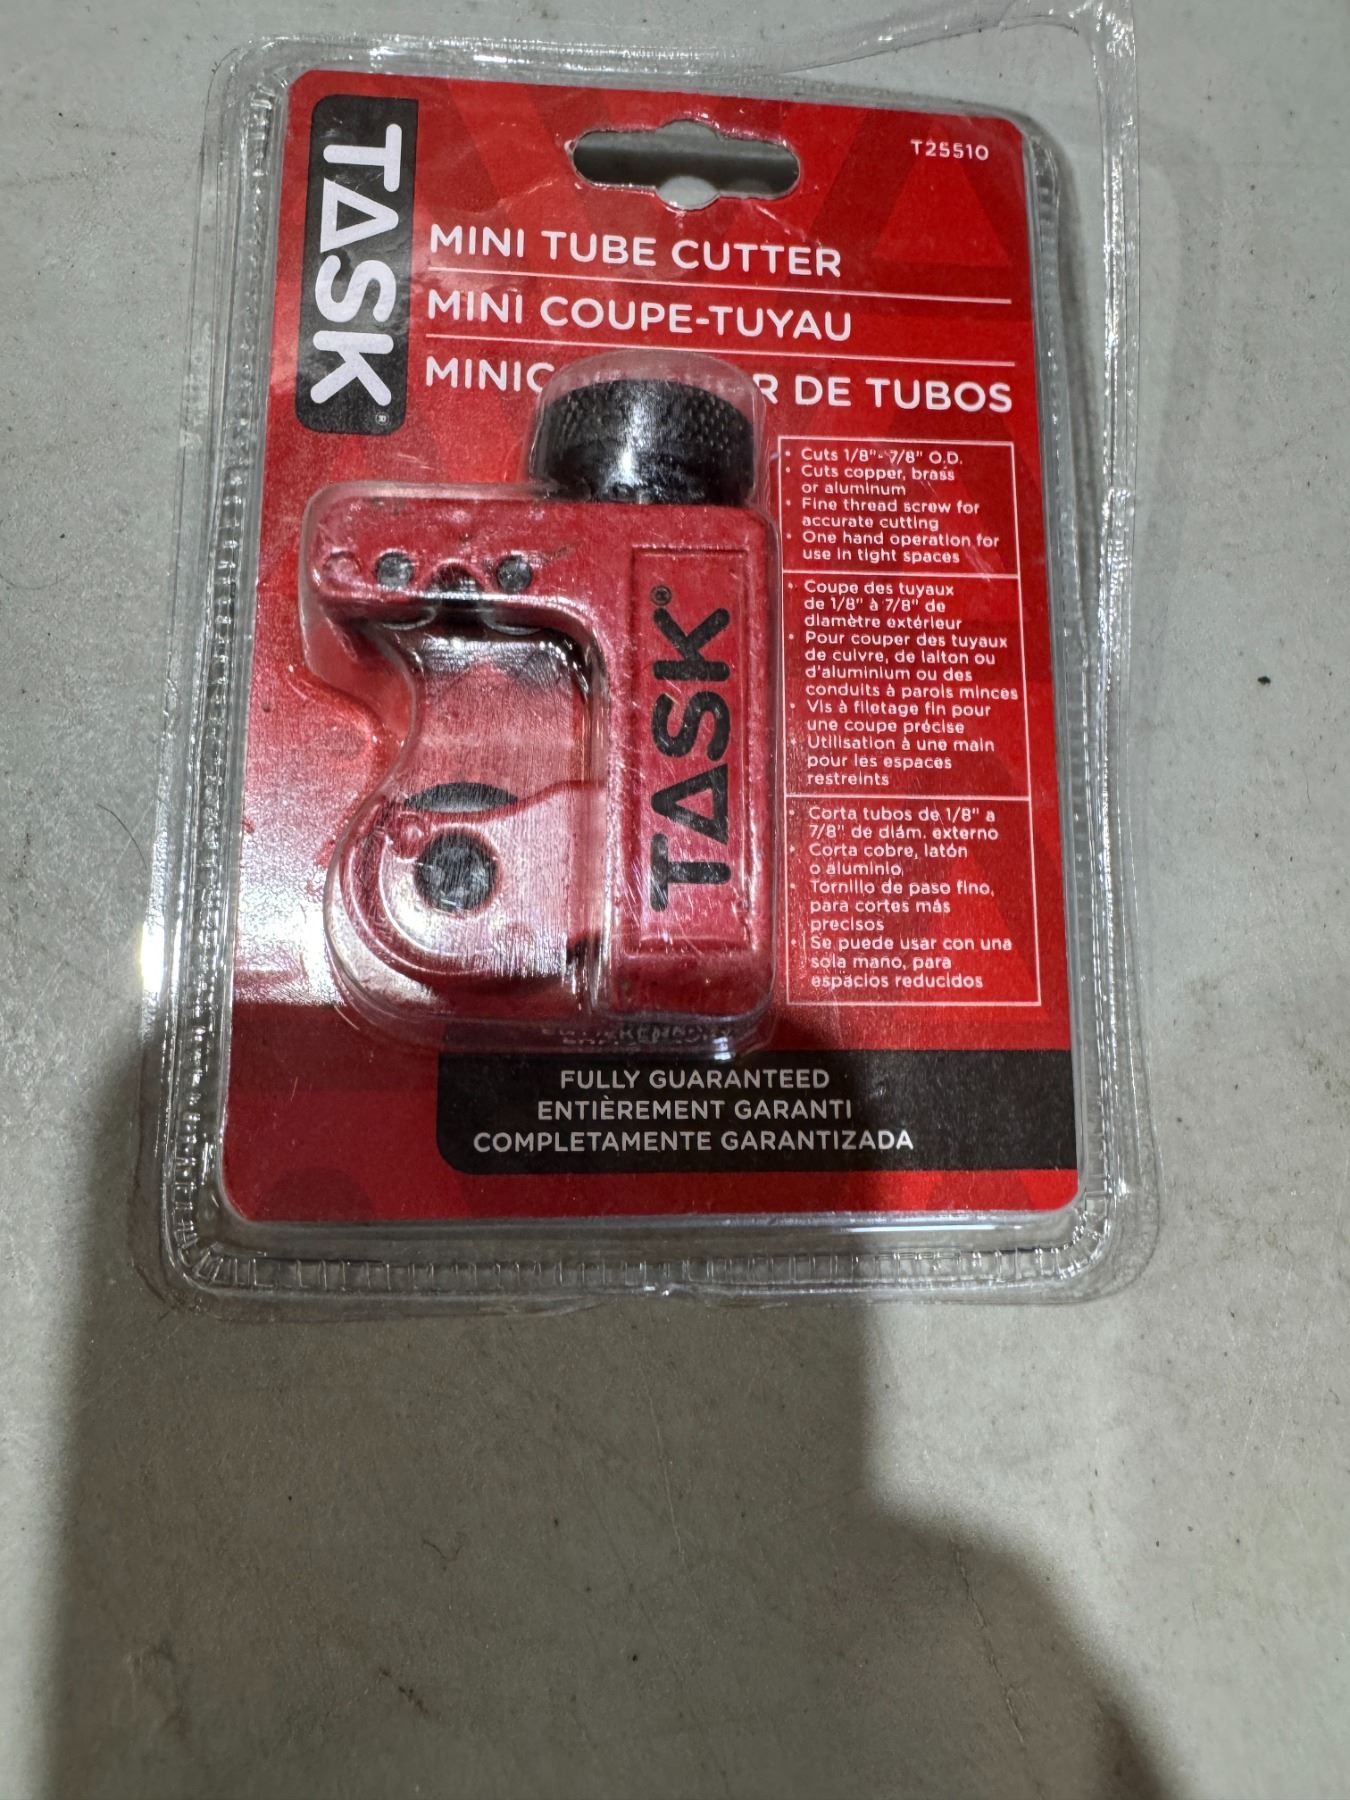 TASK®
T25510
MINI TUBE CUTTER
MINI COUPE-TUYAU
DE TUBOS
• Cuts 1/8"- 7/8" O.D.
• Cuts copper, brass
or aluminum
• Fine thread screw for
accurate cutting
• One hand operation for
use in tight spaces
• Coupe des tuyaux
de 1/8" à 7/8" de
diamètre extérieur
• Pour couper des tuyaux
de cuivre, de laiton ou
d'aluminium ou des
conduits à parois minces
• Vis à filetage fin pour
une coupe précise
• Utilisation à une main
pour les espaces
restreints
• Corta tubos de 1/8" a
7/8" de diám. externo
• Corta cobre, latón
o aluminio
• Tornillo de paso fino,
para cortes más
precisos
• Se puede usar con una
sola mano, para
espacios reducidos
TASK®
FULLY GUARANTEED
ENTIÈREMENT GARANTI
COMPLETAMENTE GARANTIZADA